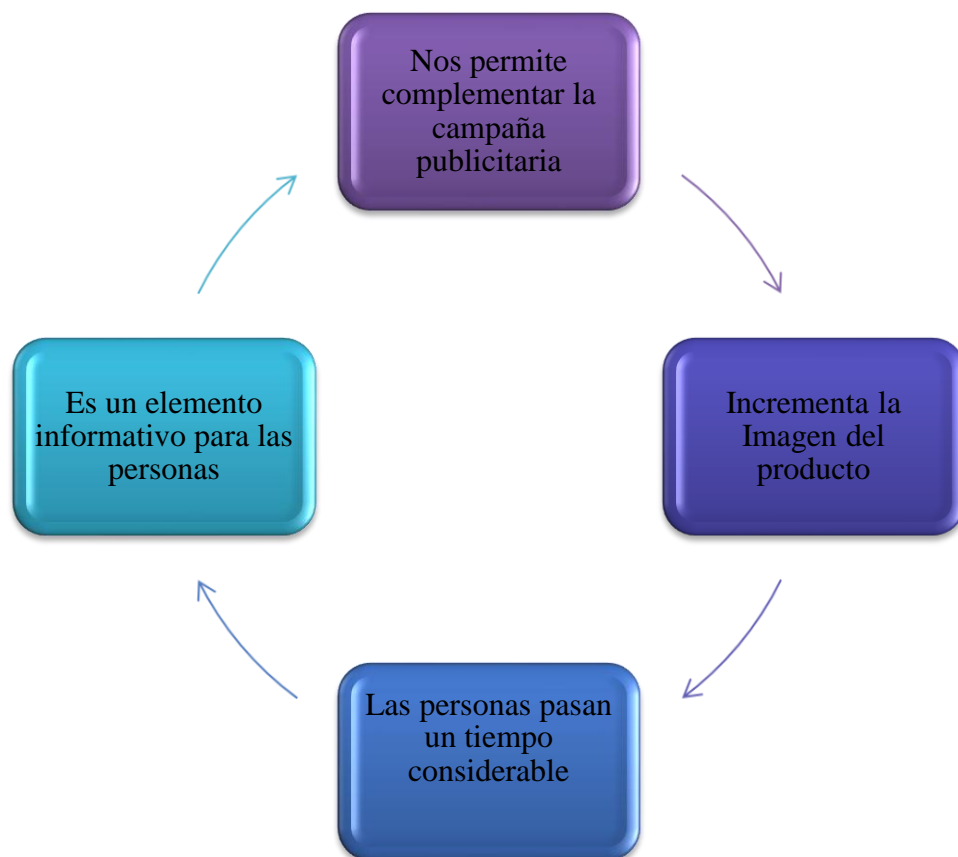 Nos permite
complementar la
campaña
publicitaria
Incrementa la
Imagen del
producto
Las personas pasan
un tiempo
considerable
Es un elemento
informativo para las
personas